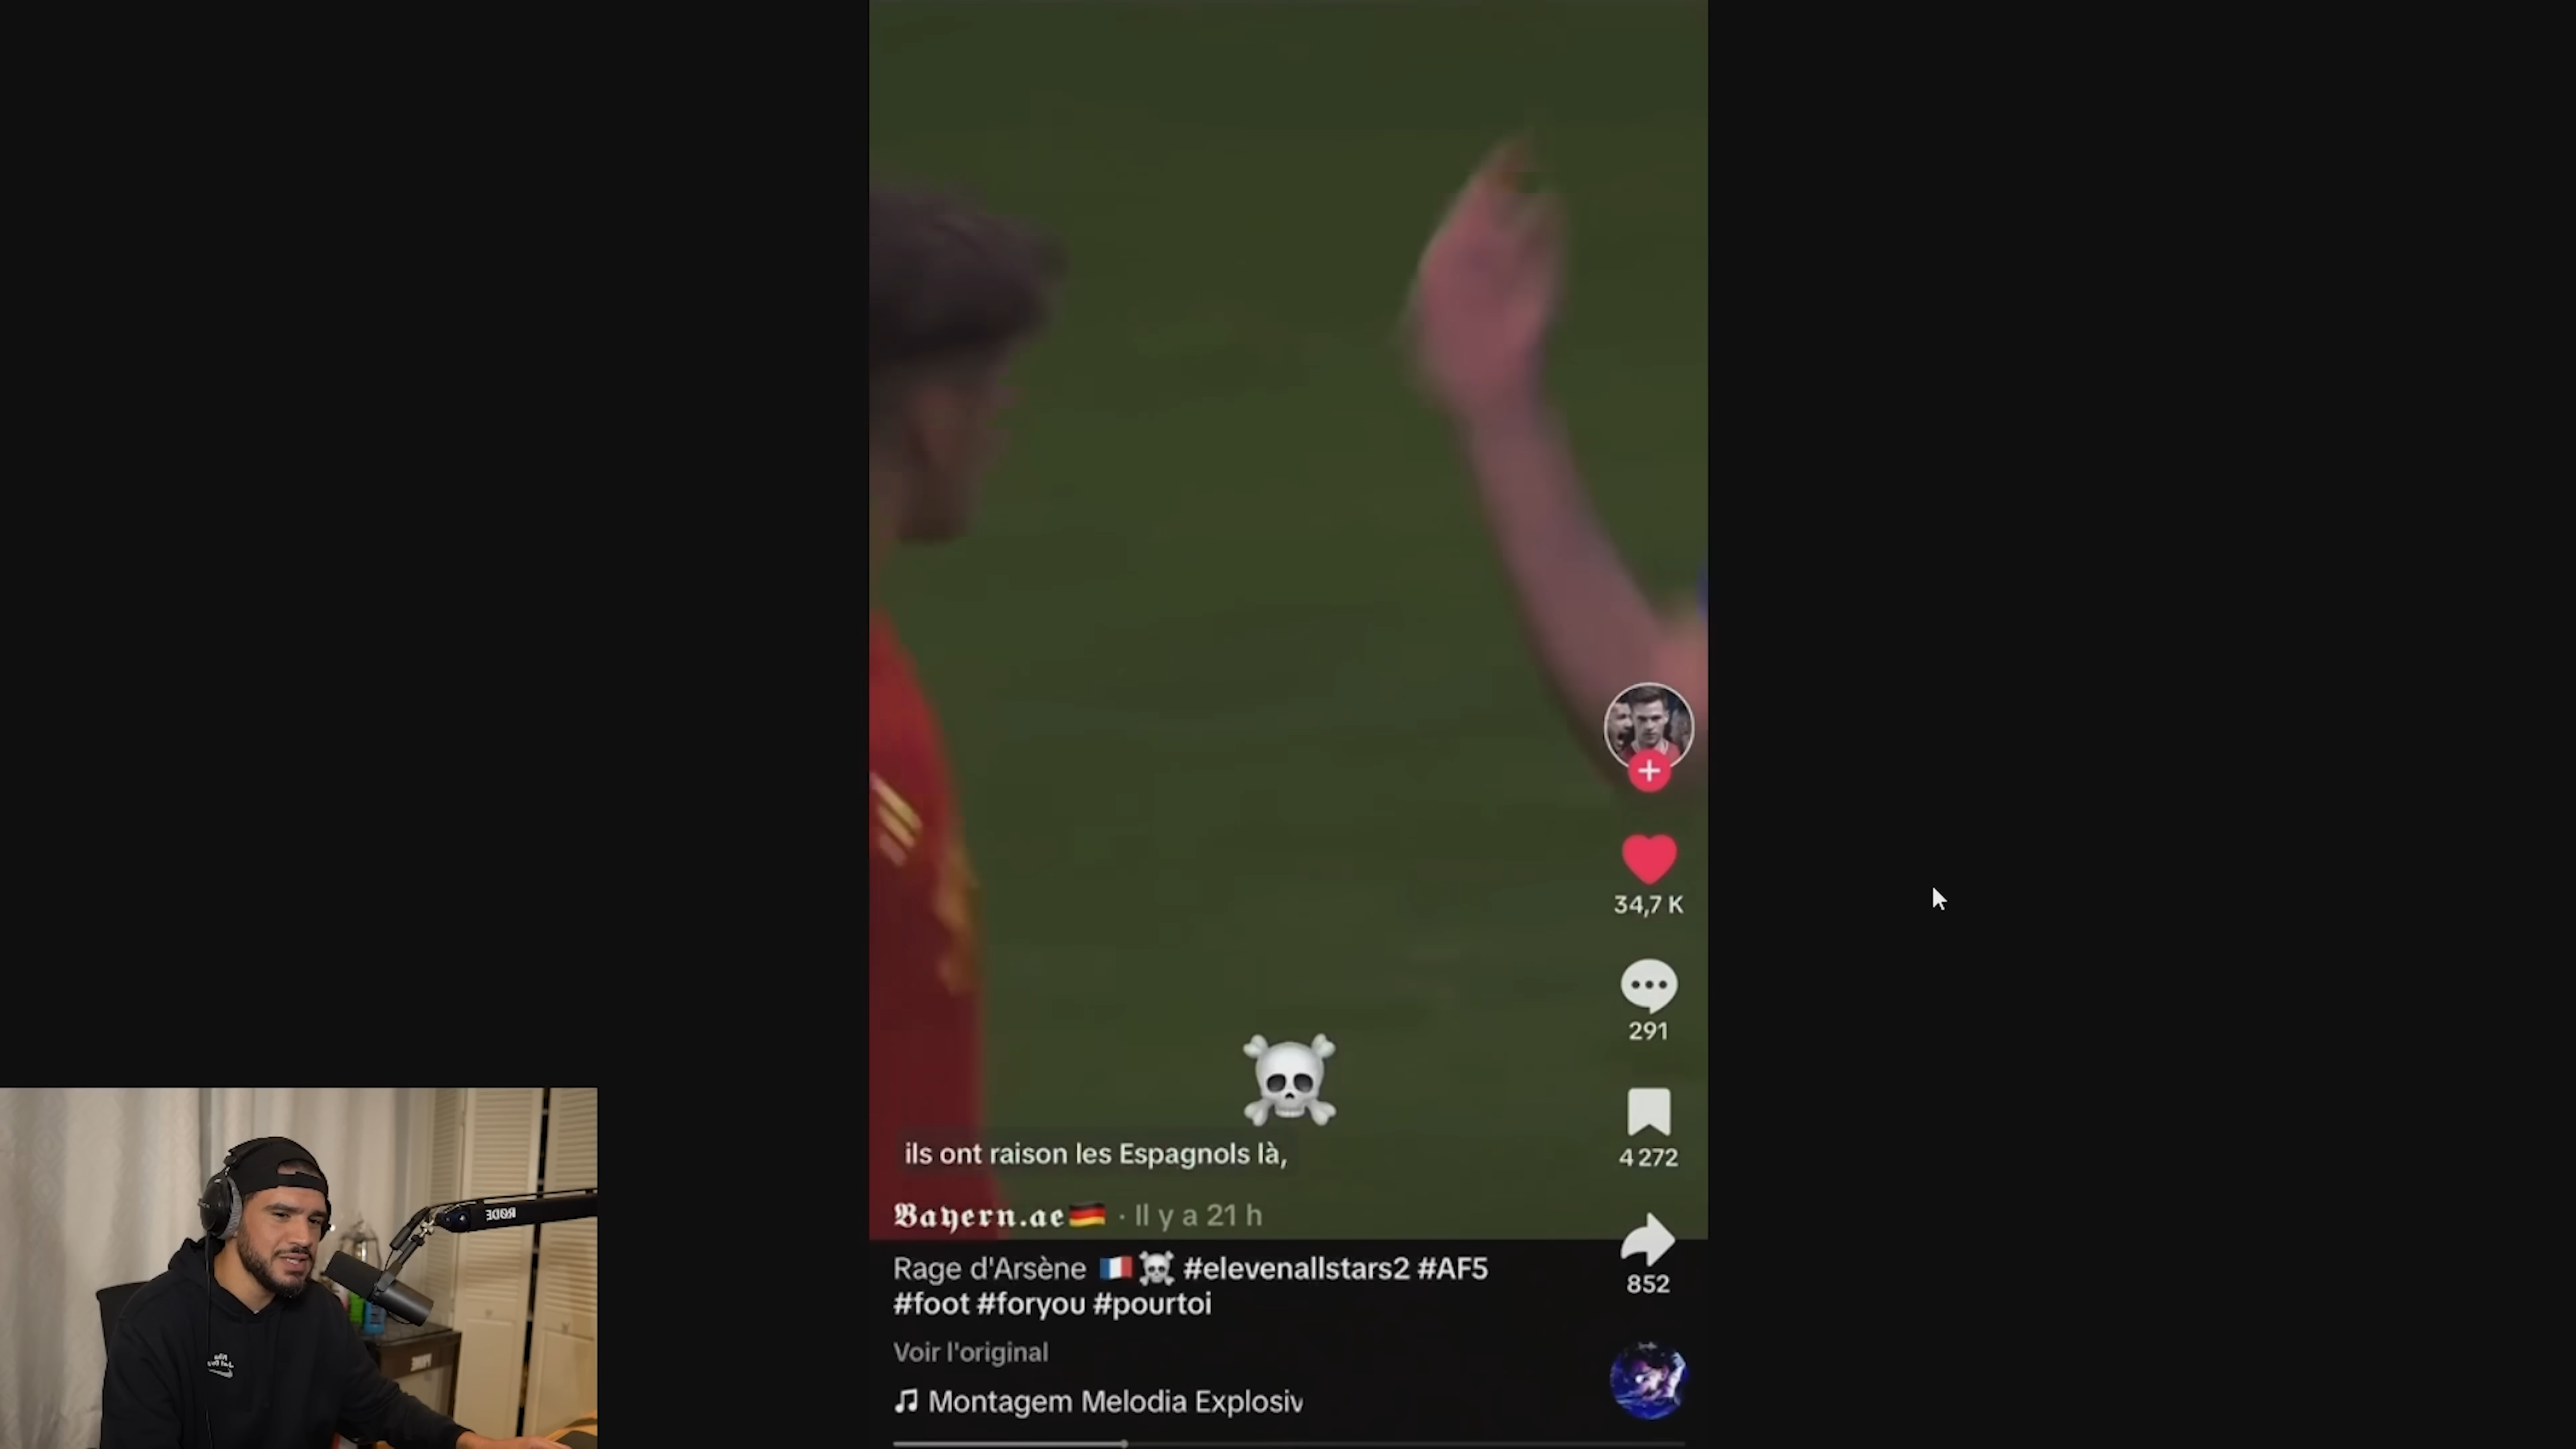 34,7 K
291
4 272
852
ils ont raison les Espagnols là,
Bayern.ae🇩🇪 · Il y a 21 h
Rage d'Arsène 🇫🇷☠️ #elevenallstars2 #AF5
#foot #foryou #pourtoi
Voir l'original
Montagem Melodia Explosiv
RØDE